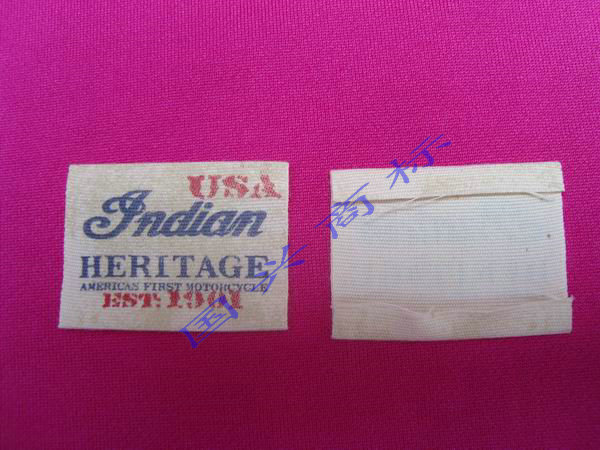 USA
Indian
HERITAGE
AMERICAS FIRST MOTORCYCLE
EST: 1901
国兴商标